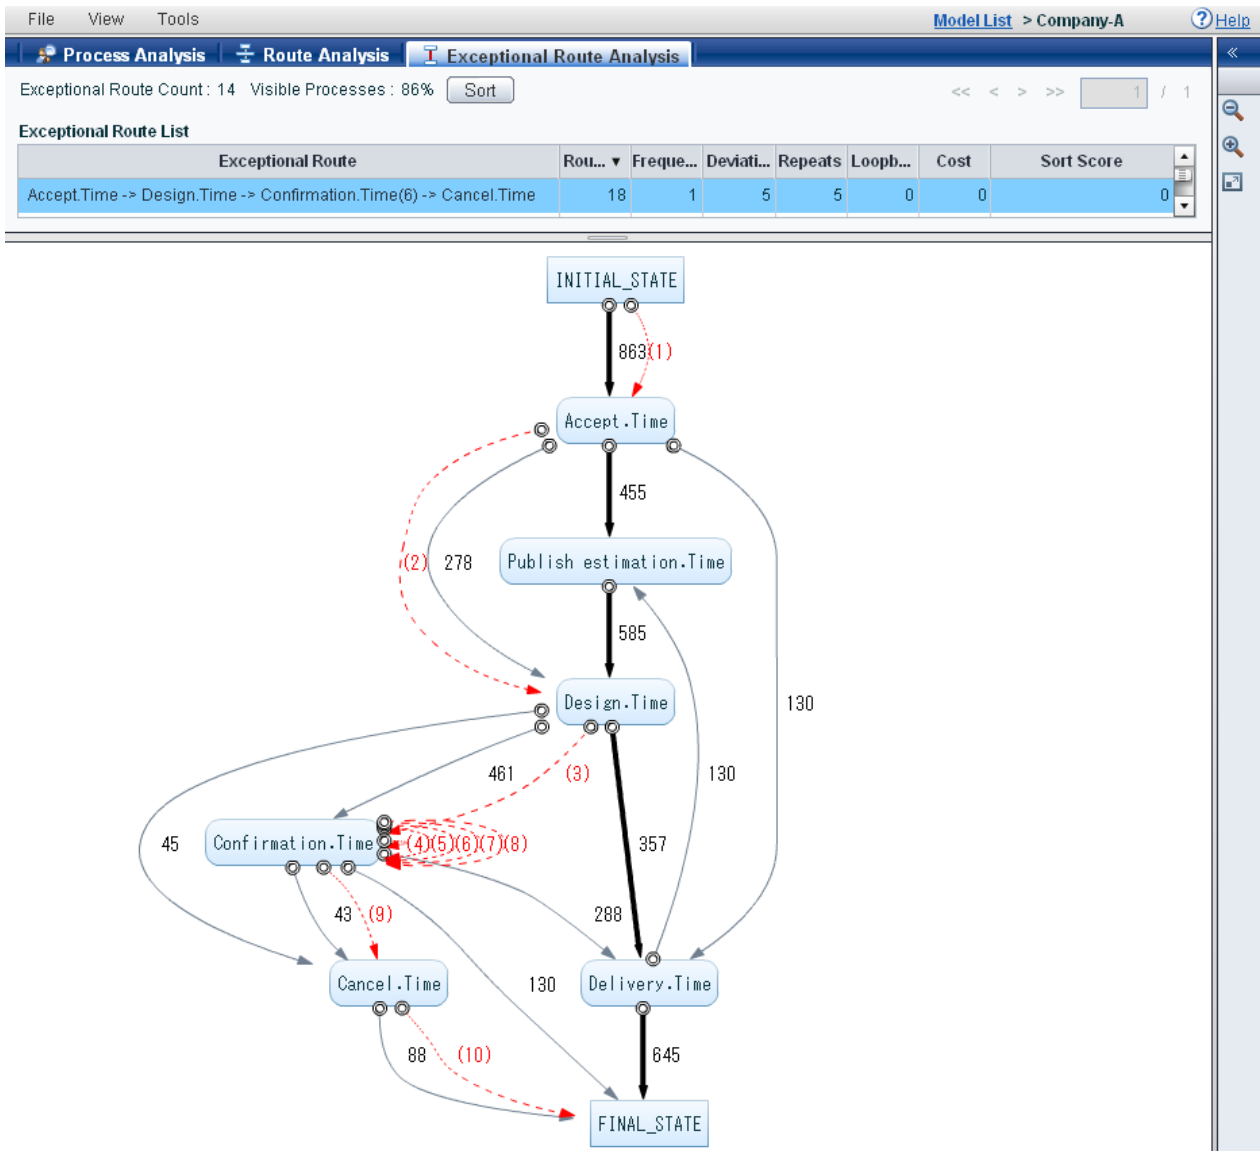 File View Tools Model List > Company-A ? Help
Process Analysis Route Analysis Exceptional Route Analysis «
Exceptional Route Count : 14 Visible Processes : 86% Sort << < > >> 1 / 1
Exceptional Route List
Exceptional Route Rou... ▼ Freque... Deviati... Repeats Loopb... Cost Sort Score
Accept.Time -> Design.Time -> Confirmation.Time(6) -> Cancel.Time 18 1 5 5 0 0 0
INITIAL_STATE
863 (1)
Accept.Time
455
(2) 278 Publish estimation.Time
585
Design.Time
130
461 (3) 130
45 Confirmation.Time (4)(5)(6)(7)(8) 357
43 (9) 288
Cancel.Time 130 Delivery.Time
88 (10) 645
FINAL_STATE